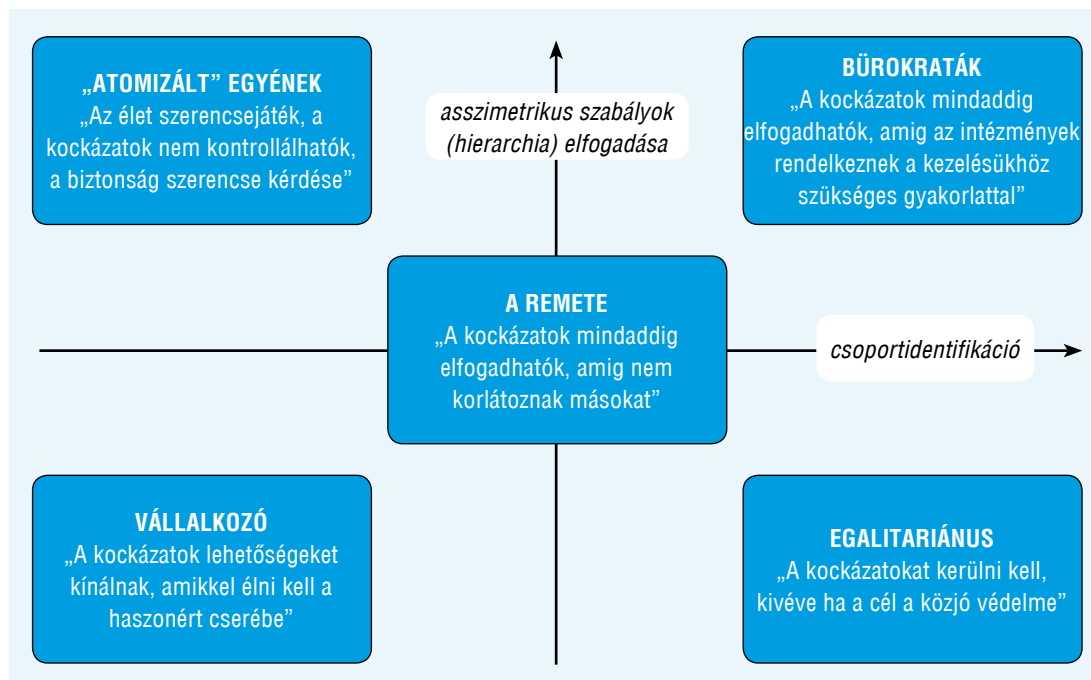 „ATOMIZÁLT” EGYÉNEK
„Az élet szerencsejáték, a
kockázatok nem kontrollálhatók,
a biztonság szerencse kérdése”
asszimetrikus szabályok
(hierarchia) elfogadása
BÜROKRATÁK
„A kockázatok mindaddig
elfogadhatók, amig az intézmények
rendelkeznek a kezelésükhöz
szükséges gyakorlattal”
A REMETE
„A kockázatok mindaddig
elfogadhatók, amig nem
korlátoznak másokat”
csoportidentifikáció
VÁLLALKOZÓ
„A kockázatok lehetőségeket
kínálnak, amikkel élni kell a
haszonért cserébe”
EGALITARIÁNUS
„A kockázatokat kerülni kell,
kivéve ha a cél a közjó védelme”